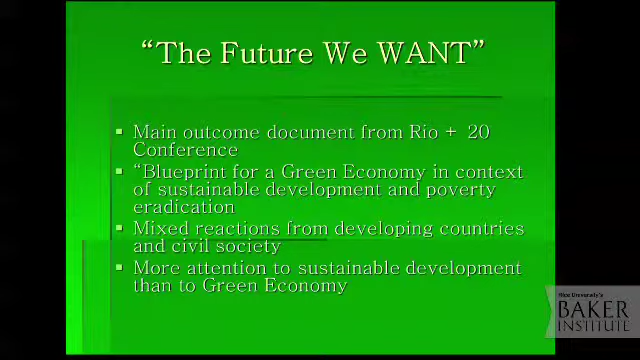 “The Future We WANT”
Main outcome document from Rio + 20
Conference
“Blueprint for a Green Economy in context
of sustainable development and poverty
eradication
Mixed reactions from developing countries
and civil society
More attention to sustainable development
than to Green Economy
Rice University's
BAKER
INSTITUTE